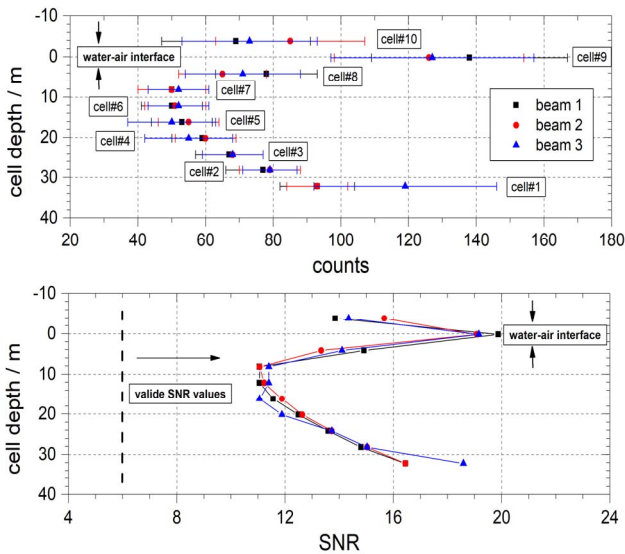 -10
0
10
20
30
40
cell depth / m
water-air interface
cell#10
cell#9
cell#8
cell#7
cell#6
cell#5
cell#4
cell#3
cell#2
cell#1
beam 1
beam 2
beam 3
20 40 60 80 100 120 140 160 180
counts
-10
0
10
20
30
40
cell depth / m
water-air interface
valide SNR values
4 8 12 16 20 24
SNR